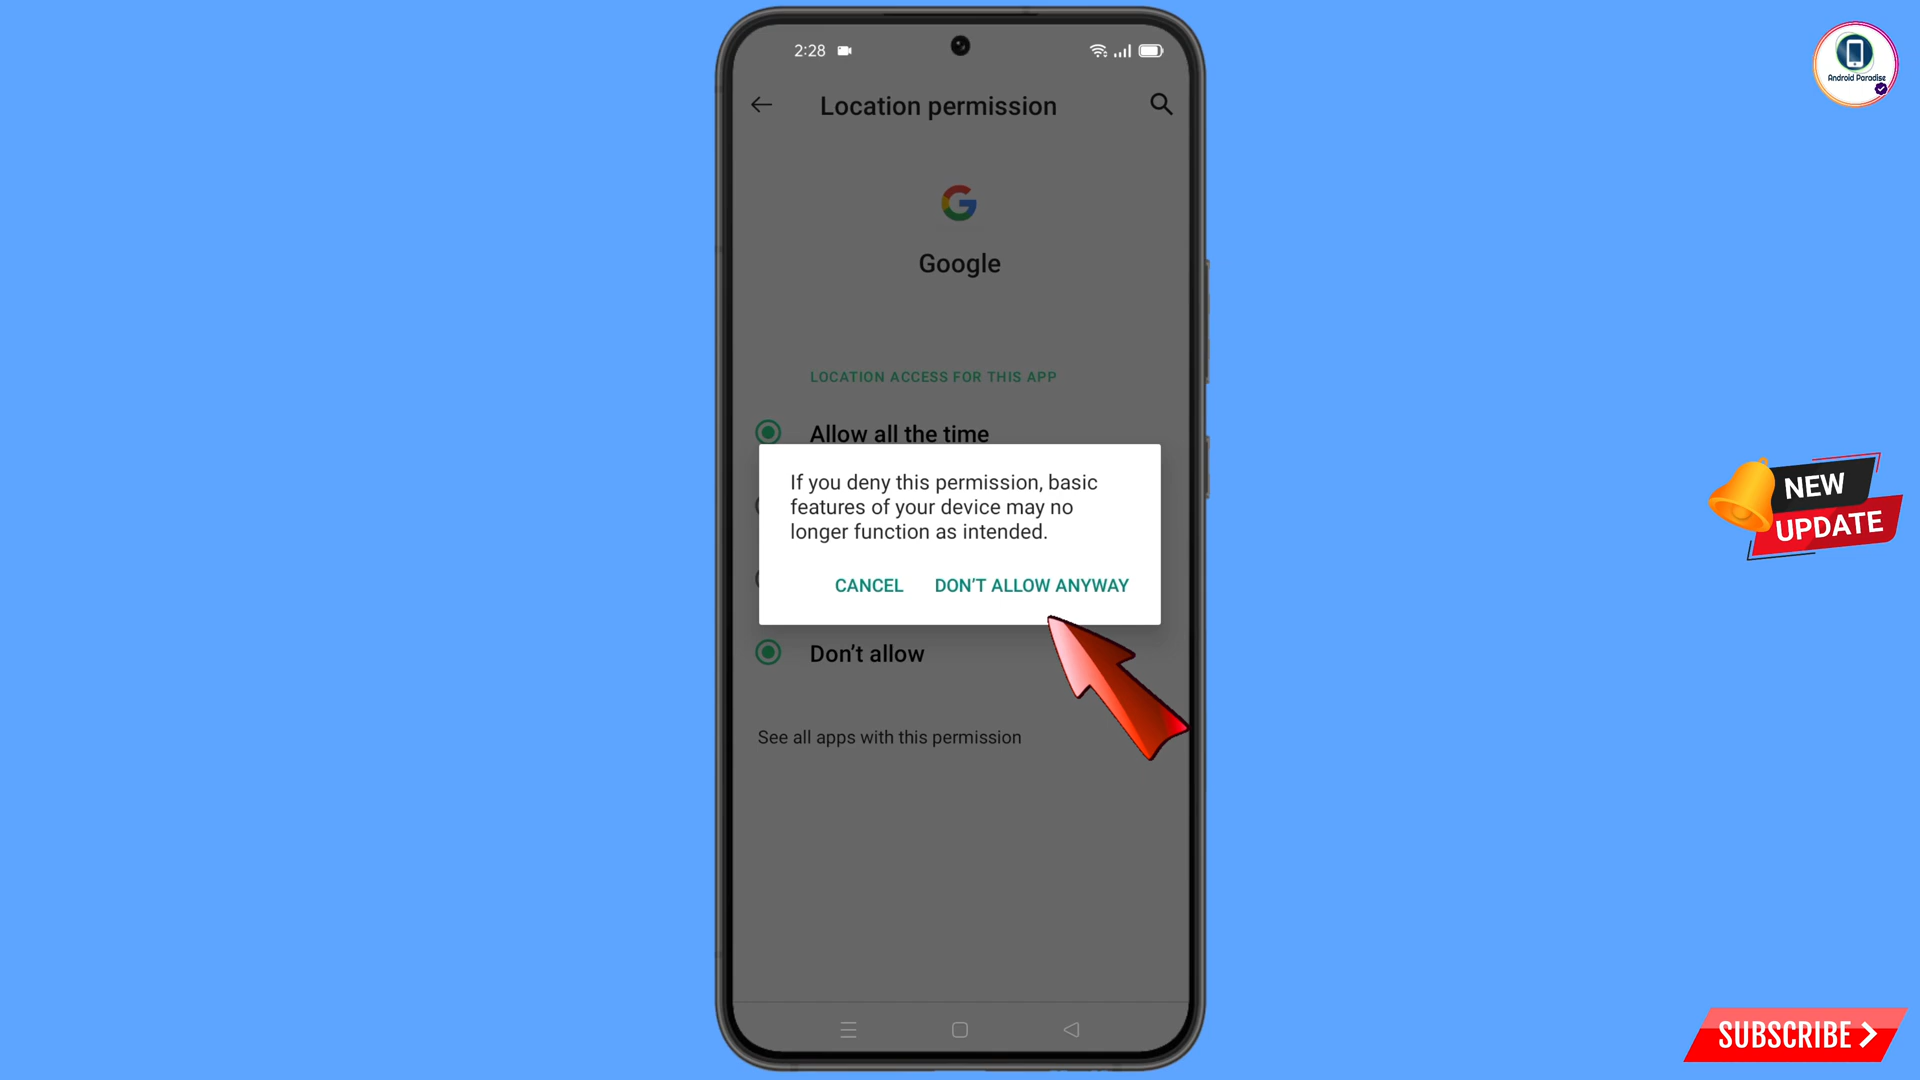 2:28
Location permission
Google
LOCATION ACCESS FOR THIS APP
Allow all the time
If you deny this permission, basic
features of your device may no
longer function as intended.
CANCEL DON'T ALLOW ANYWAY
Don't allow
See all apps with this permission
Android Paradise
NEW
UPDATE
SUBSCRIBE